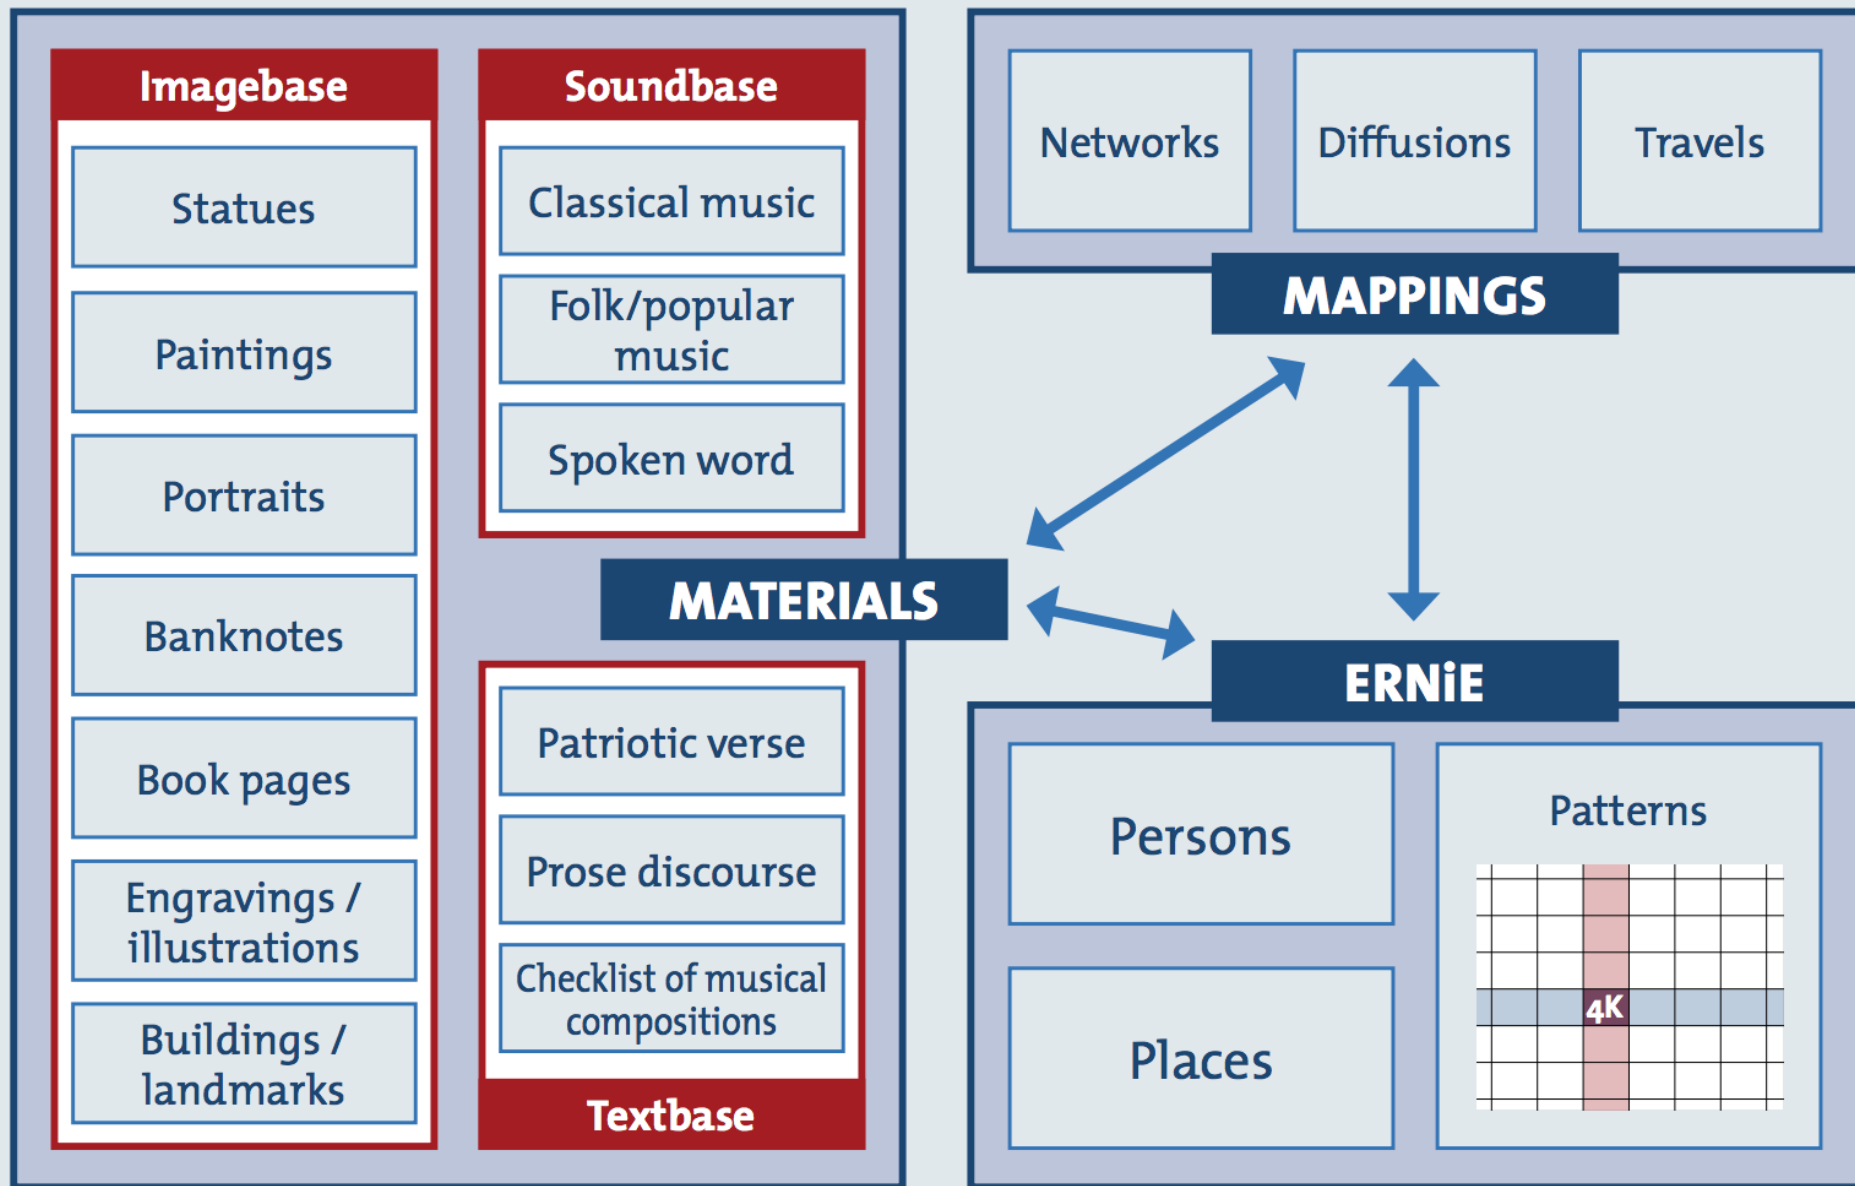 Imagebase
Statues
Paintings
Portraits
Banknotes
Book pages
Engravings /
illustrations
Buildings /
landmarks
Soundbase
Classical music
Folk/popular
music
Spoken word
MATERIALS
Patriotic verse
Prose discourse
Checklist of musical
compositions
Textbase
Networks
Diffusions
Travels
MAPPINGS
ERNiE
Persons
Places
Patterns
4K